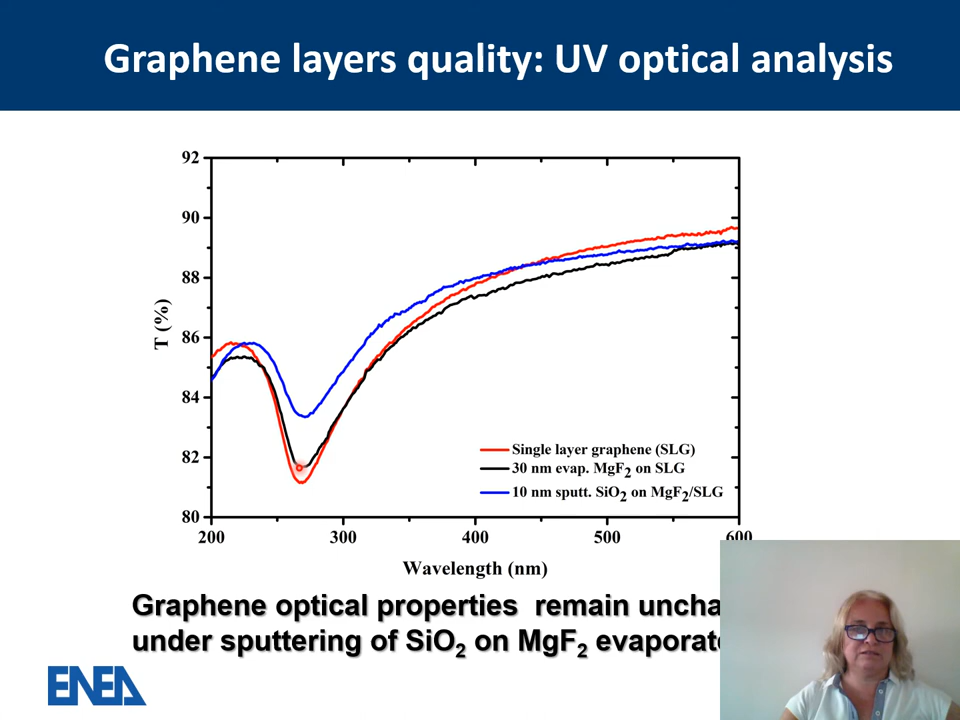 Graphene layers quality: UV optical analysis
92
90
88
86
84
82
80
T (%)
Single layer graphene (SLG)
30 nm evap. MgF2 on SLG
10 nm sputt. SiO2 on MgF2/SLG
200 300 400 500 600
Wavelength (nm)
Graphene optical properties remain
under sputtering of SiO2 on MgF2
ENEA